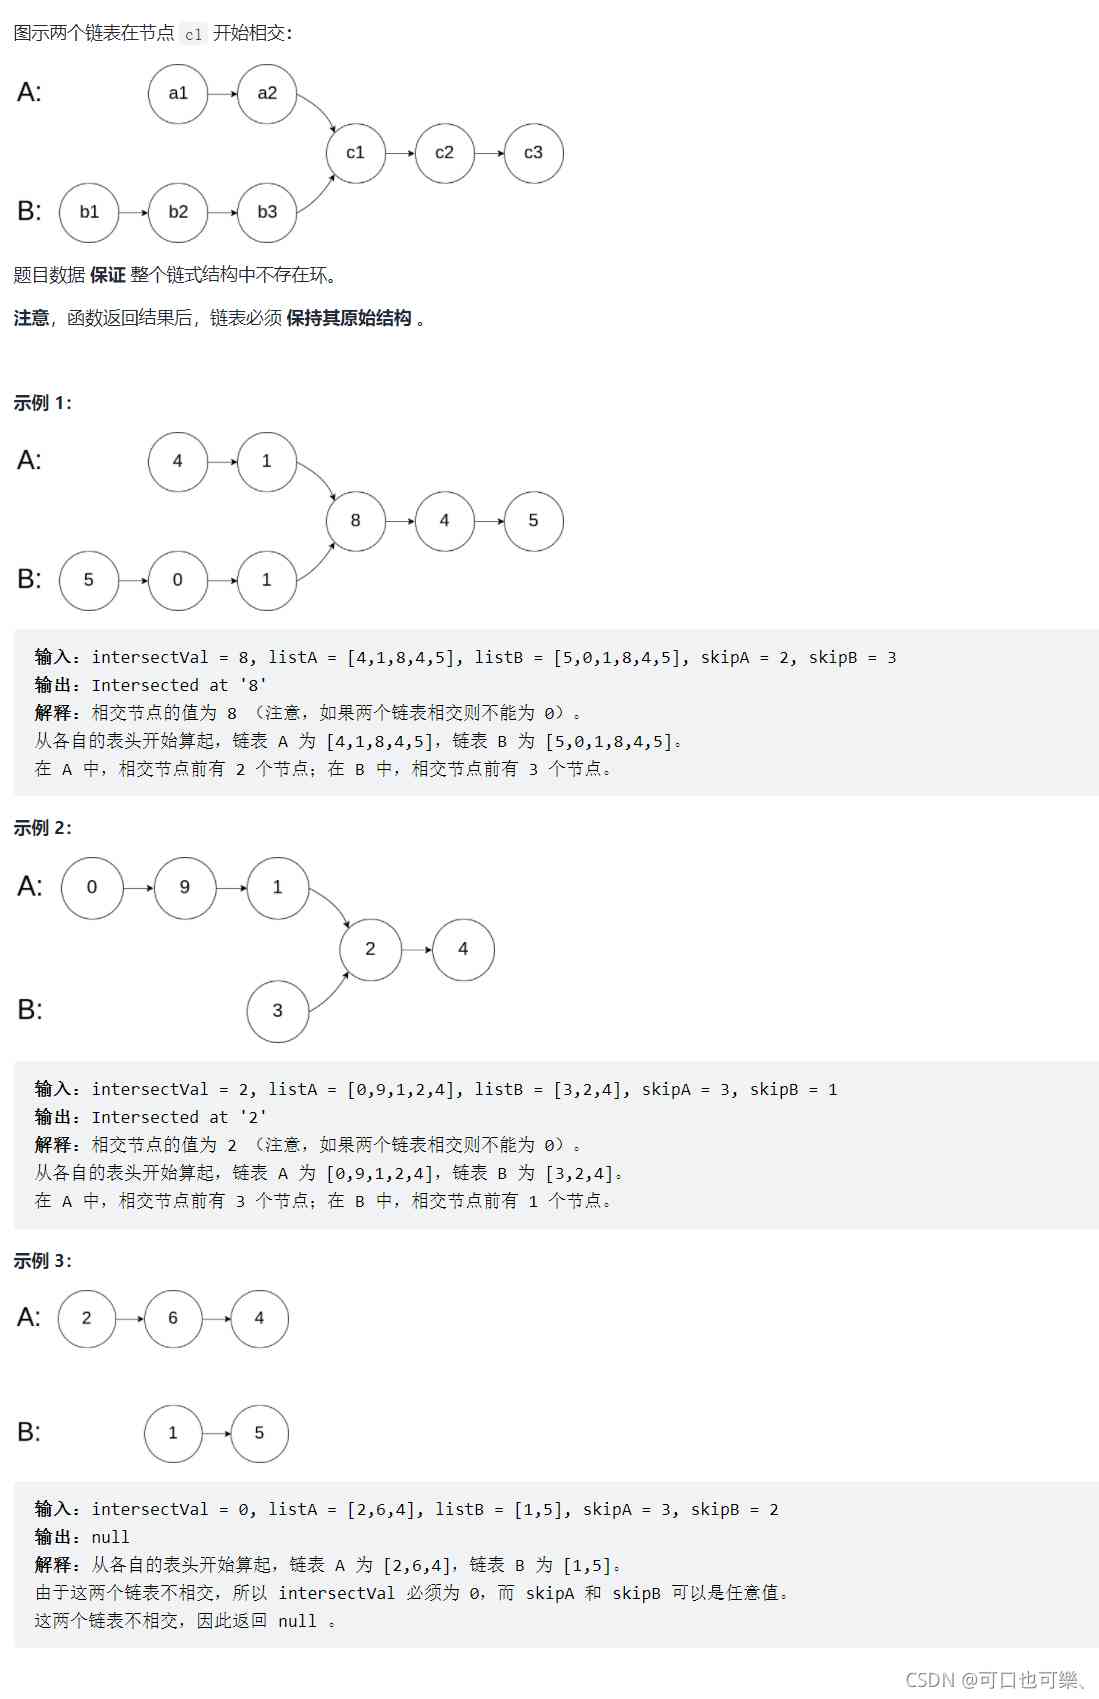 图示两个链表在节点 c1 开始相交：
A: a1 a2
c1 c2 c3
B: b1 b2 b3
题目数据 保证 整个链式结构中不存在环。
注意，函数返回结果后，链表必须 保持其原始结构 。
示例 1：
A: 4 1
8 4 5
B: 5 0 1
输入：intersectVal = 8, listA = [4,1,8,4,5], listB = [5,0,1,8,4,5], skipA = 2, skipB = 3
输出：Intersected at '8'
解释：相交节点的值为 8 （注意，如果两个链表相交则不能为 0）。
从各自的表头开始算起，链表 A 为 [4,1,8,4,5]，链表 B 为 [5,0,1,8,4,5]。
在 A 中，相交节点前有 2 个节点；在 B 中，相交节点前有 3 个节点。
示例 2：
A: 0 9 1
2 4
B: 3
输入：intersectVal = 2, listA = [0,9,1,2,4], listB = [3,2,4], skipA = 3, skipB = 1
输出：Intersected at '2'
解释：相交节点的值为 2 （注意，如果两个链表相交则不能为 0）。
从各自的表头开始算起，链表 A 为 [0,9,1,2,4]，链表 B 为 [3,2,4]。
在 A 中，相交节点前有 3 个节点；在 B 中，相交节点前有 1 个节点。
示例 3：
A: 2 6 4
B: 1 5
输入：intersectVal = 0, listA = [2,6,4], listB = [1,5], skipA = 3, skipB = 2
输出：null
解释：从各自的表头开始算起，链表 A 为 [2,6,4]，链表 B 为 [1,5]。
由于这两个链表不相交，所以 intersectVal 必须为 0，而 skipA 和 skipB 可以是任意值。
这两个链表不相交，因此返回 null 。
CSDN @可口也可樂、